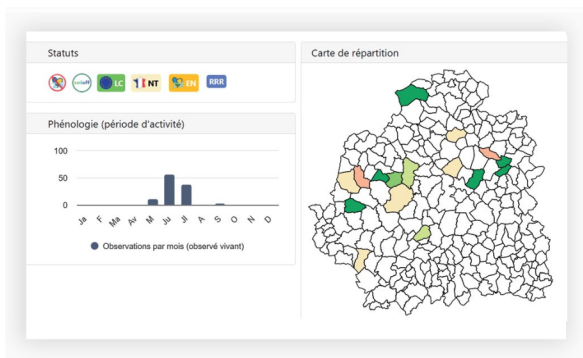 Statuts
LC
NT
EN
RRR
Carte de répartition
Phénologie (période d'activité)
100
50
0
Ja
F
Ma
Av
M
Ju
Jl
A
S
O
N
D
Observations par mois (observé vivant)